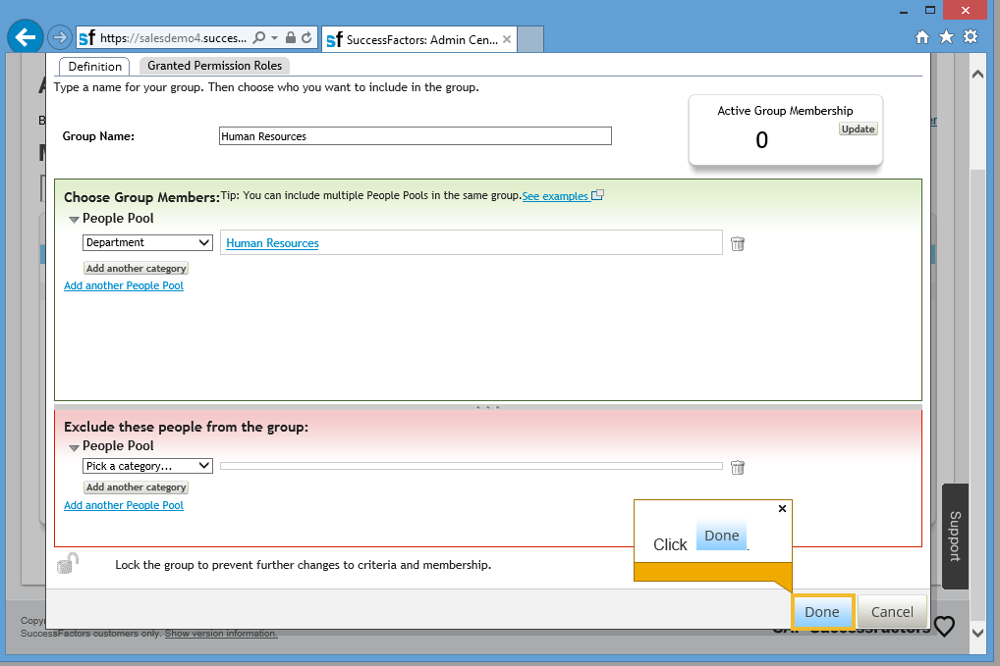 sf https://salesdemo4.succes...
sf SuccessFactors: Admin Cen...
Definition
Granted Permission Roles
Type a name for your group. Then choose who you want to include in the group.
Group Name:
Human Resources
Active Group Membership
0
Update
Choose Group Members:
Tip: You can include multiple People Pools in the same group.
See examples
People Pool
Department
Human Resources
Add another category
Add another People Pool
Exclude these people from the group:
People Pool
Pick a category...
Add another category
Add another People Pool
Click Done.
Lock the group to prevent further changes to criteria and membership.
Done
Cancel
Support
SuccessFactors customers only. Show version information.